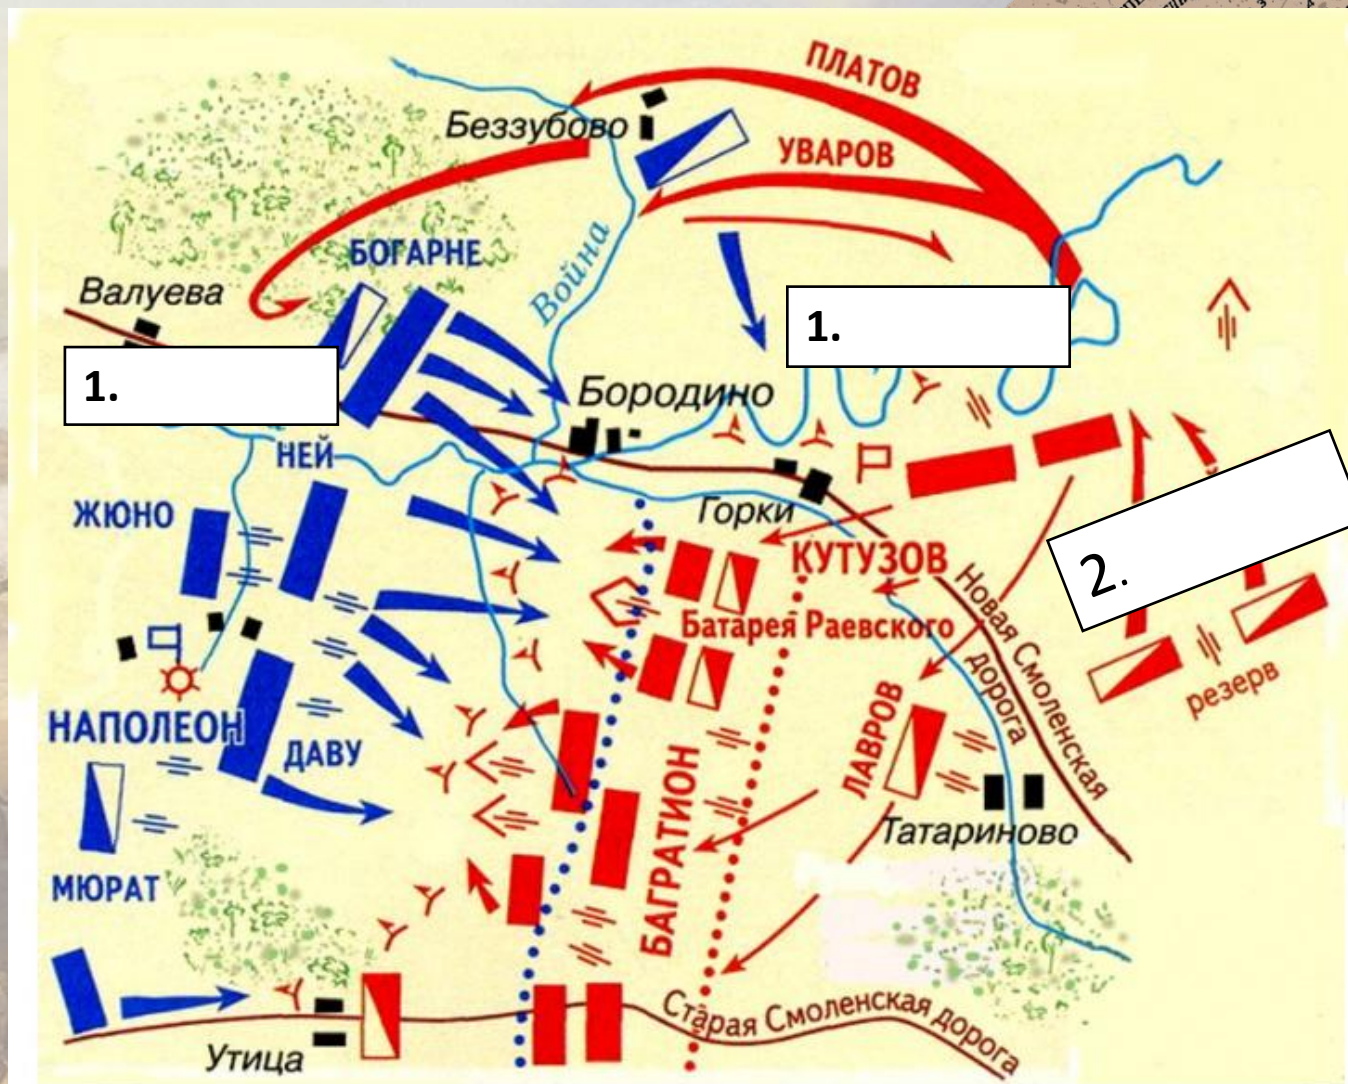 ПЛАТОВ
Беззубово
УВАРОВ
Война
БОГАРНЕ
Валуева
1.
1.
Бородино
НЕЙ
ЖЮНО
Горки
КУТУЗОВ
2.
Новая Смоленская
дорога
Батарея Раевского
резерв
НАПОЛЕОН
ДАВУ
ЛАВРОВ
БАГРАТИОН
Татариново
МЮРАТ
Старая Смоленская дорога
Утица